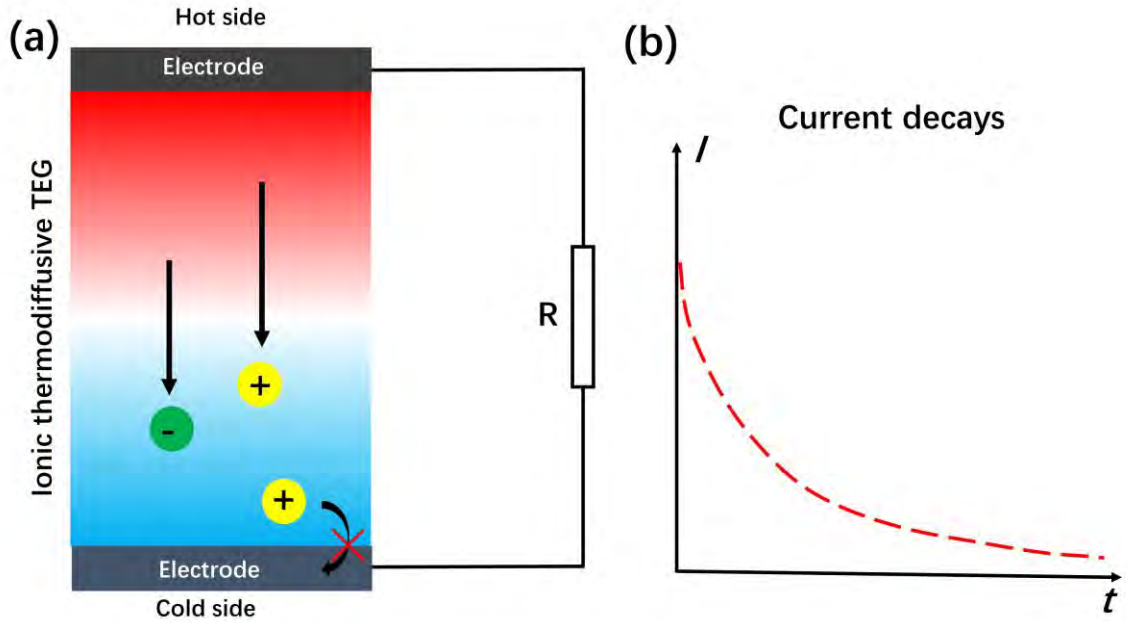 (a)
Hot side
Electrode
Ionic thermodiffusive TEG
-
+
+
R
Electrode
Cold side
(b)
Current decays
I
t